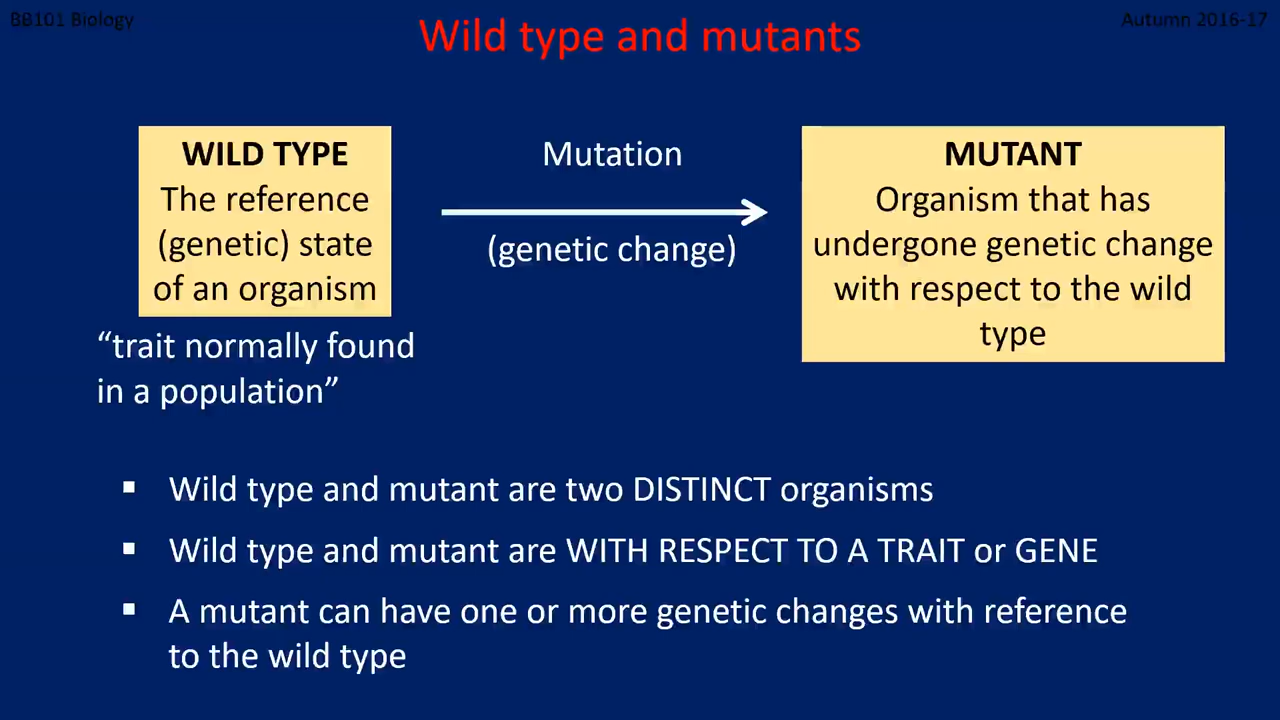 BB101 Biology
Autumn 2016-17
Wild type and mutants
WILD TYPE
The reference
(genetic) state
of an organism
“trait normally found
in a population”
Mutation
(genetic change)
MUTANT
Organism that has
undergone genetic change
with respect to the wild
type
▪ Wild type and mutant are two DISTINCT organisms
▪ Wild type and mutant are WITH RESPECT TO A TRAIT or GENE
▪ A mutant can have one or more genetic changes with reference
to the wild type